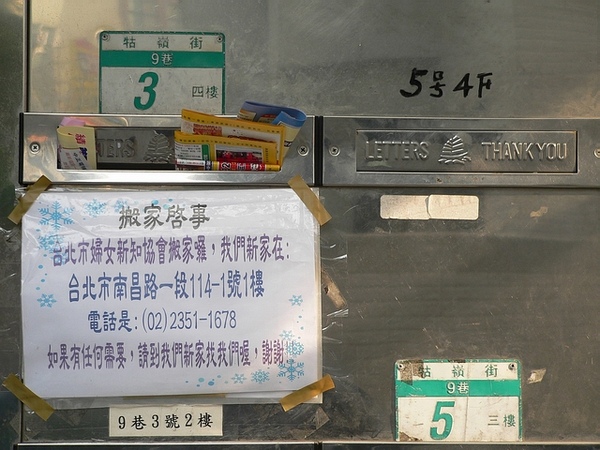 牯嶺街
9巷
3 四樓
5号4F
LETTERS
LETTERS THANK YOU
搬家啓事
台北市婦女新知協會搬家囉，我們新家在:
台北市南昌路一段114-1號1樓
電話是:(02)2351-1678
如果有任何需要，請到我們新家找我們喔，謝謝!
9巷3號2樓
牯嶺街
9巷
5 三樓